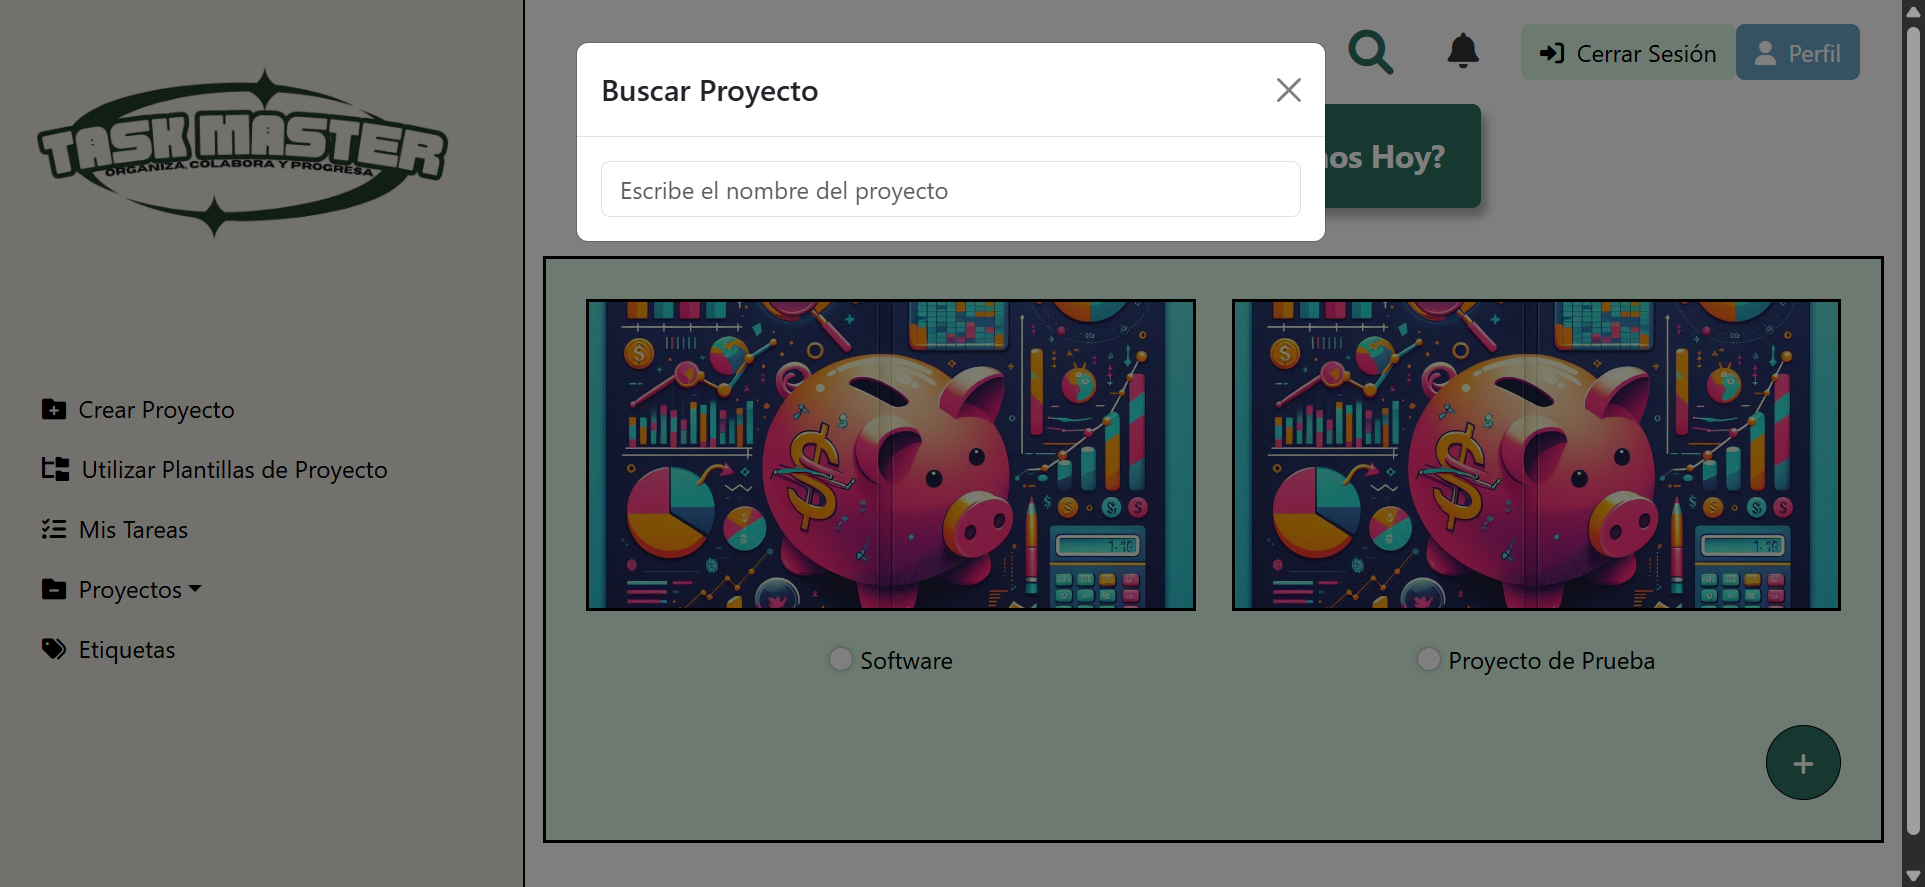 TASK MASTER
ORGANIZA, COLABORA Y PROGRESA
Crear Proyecto
Utilizar Plantillas de Proyecto
Mis Tareas
Proyectos
Etiquetas
Cerrar Sesión
Perfil
Buscar Proyecto
Escribe el nombre del proyecto
nos Hoy?
Software
Proyecto de Prueba
+